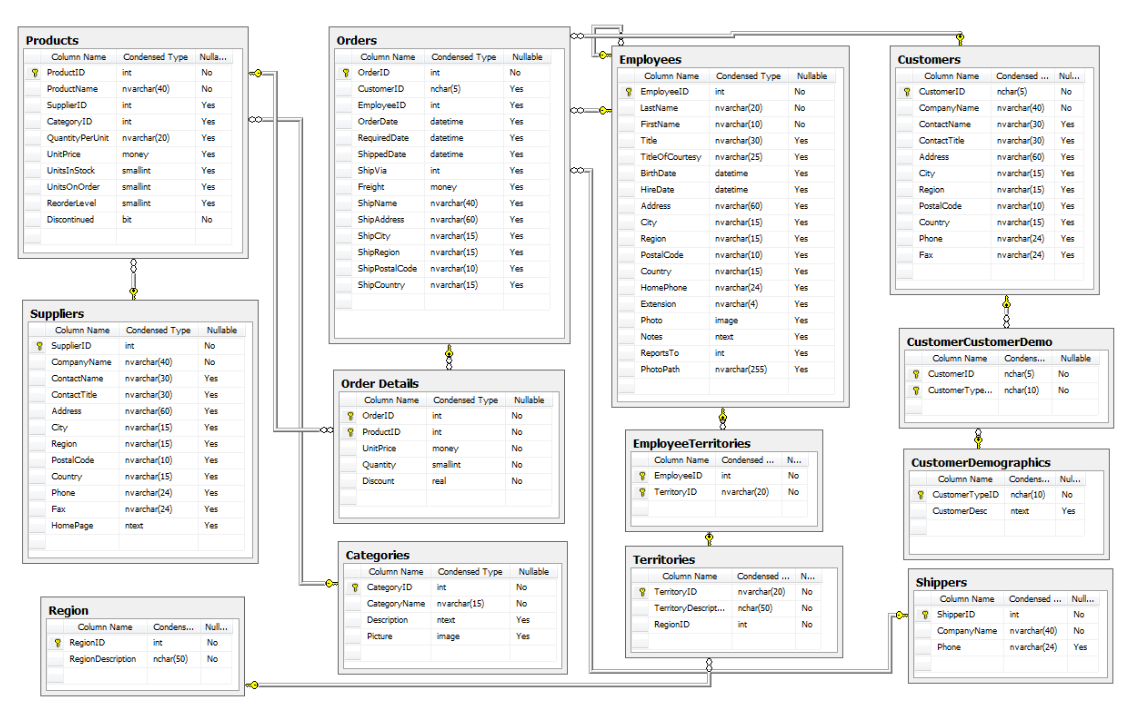 Products
Column Name Condensed Type Nulla...
ProductID int No
ProductName nvarchar(40) No
SupplierID int Yes
CategoryID int Yes
QuantityPerUnit nvarchar(20) Yes
UnitPrice money Yes
UnitsInStock smallint Yes
UnitsOnOrder smallint Yes
ReorderLevel smallint Yes
Discontinued bit No
Suppliers
Column Name Condensed Type Nullable
SupplierID int No
CompanyName nvarchar(40) No
ContactName nvarchar(30) Yes
ContactTitle nvarchar(30) Yes
Address nvarchar(60) Yes
City nvarchar(15) Yes
Region nvarchar(15) Yes
PostalCode nvarchar(10) Yes
Country nvarchar(15) Yes
Phone nvarchar(24) Yes
Fax nvarchar(24) Yes
HomePage ntext Yes
Region
Column Name Condens... Null...
RegionID int No
RegionDescription nchar(50) No
Orders
Column Name Condensed Type Nullable
OrderID int No
CustomerID nchar(5) Yes
EmployeeID int Yes
OrderDate datetime Yes
RequiredDate datetime Yes
ShippedDate datetime Yes
ShipVia int Yes
Freight money Yes
ShipName nvarchar(40) Yes
ShipAddress nvarchar(60) Yes
ShipCity nvarchar(15) Yes
ShipRegion nvarchar(15) Yes
ShipPostalCode nvarchar(10) Yes
ShipCountry nvarchar(15) Yes
Order Details
Column Name Condensed Type Nullable
OrderID int No
ProductID int No
UnitPrice money No
Quantity smallint No
Discount real No
Categories
Column Name Condensed Type Nullable
CategoryID int No
CategoryName nvarchar(15) No
Description ntext Yes
Picture image Yes
Employees
Column Name Condensed Type Nullable
EmployeeID int No
LastName nvarchar(20) No
FirstName nvarchar(10) No
Title nvarchar(30) Yes
TitleOfCourtesy nvarchar(25) Yes
BirthDate datetime Yes
HireDate datetime Yes
Address nvarchar(60) Yes
City nvarchar(15) Yes
Region nvarchar(15) Yes
PostalCode nvarchar(10) Yes
Country nvarchar(15) Yes
HomePhone nvarchar(24) Yes
Extension nvarchar(4) Yes
Photo image Yes
Notes ntext Yes
ReportsTo int Yes
PhotoPath nvarchar(255) Yes
EmployeeTerritories
Column Name Condensed ... N...
EmployeeID int No
TerritoryID nvarchar(20) No
Territories
Column Name Condensed ... N...
TerritoryID nvarchar(20) No
TerritoryDescript... nchar(50) No
RegionID int No
Customers
Column Name Condensed ... Nul...
CustomerID nchar(5) No
CompanyName nvarchar(40) No
ContactName nvarchar(30) Yes
ContactTitle nvarchar(30) Yes
Address nvarchar(60) Yes
City nvarchar(15) Yes
Region nvarchar(15) Yes
PostalCode nvarchar(10) Yes
Country nvarchar(15) Yes
Phone nvarchar(24) Yes
Fax nvarchar(24) Yes
CustomerCustomerDemo
Column Name Condens... Nullable
CustomerID nchar(5) No
CustomerType... nchar(10) No
CustomerDemographics
Column Name Condens... Nul...
CustomerTypeID nchar(10) No
CustomerDesc ntext Yes
Shippers
Column Name Condensed ... Null...
ShipperID int No
CompanyName nvarchar(40) No
Phone nvarchar(24) Yes